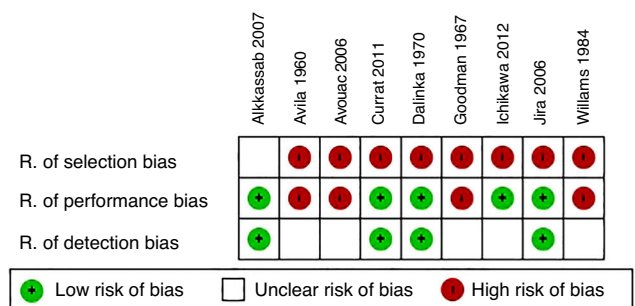 Alkkassab 2007
Avila 1960
Avouac 2006
Currat 2011
Dalinka 1970
Goodman 1967
Ichikawa 2012
Jira 2006
Willams 1984
R. of selection bias
R. of performance bias
R. of detection bias
Low risk of bias Unclear risk of bias High risk of bias